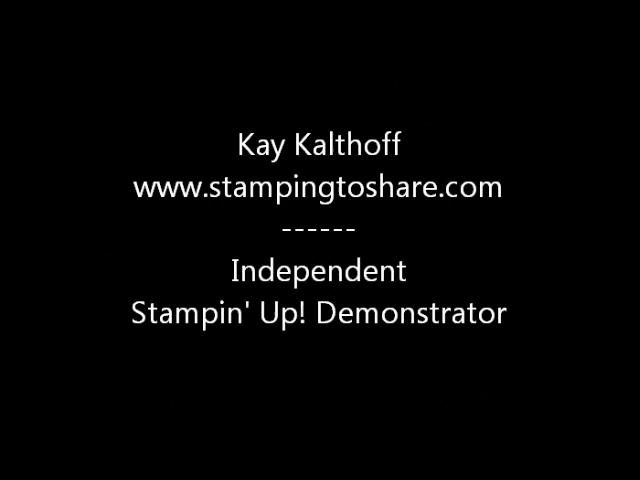 Kay Kalthoff
www.stampingtoshare.com
------
Independent
Stampin' Up! Demonstrator